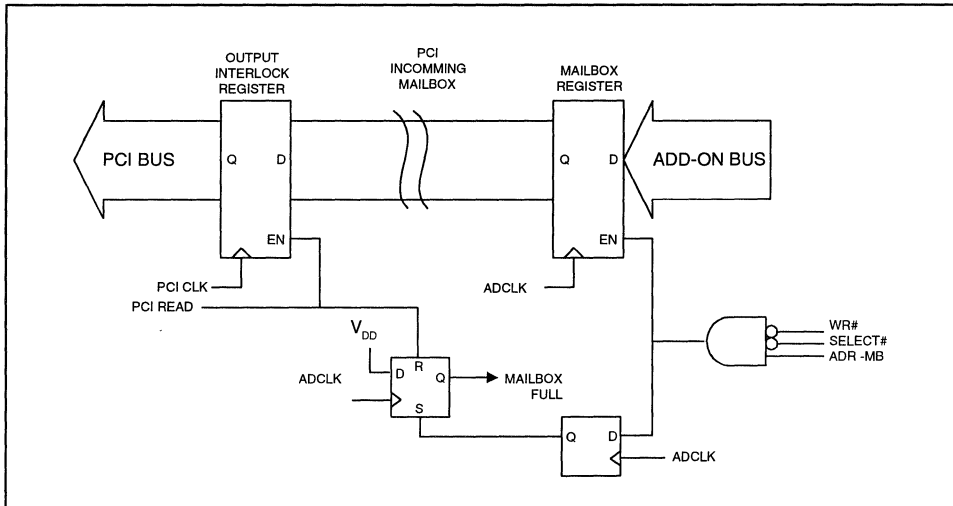 OUTPUT
INTERLOCK
REGISTER
PCI
INCOMMING
MAILBOX
MAILBOX
REGISTER
PCI BUS
Q
D
Q
D
ADD-ON BUS
EN
EN
PCI CLK
ADCLK
PCI READ
VDD
WR#
SELECT#
ADR -MB
ADCLK
D
R
Q
MAILBOX
FULL
S
Q
D
ADCLK